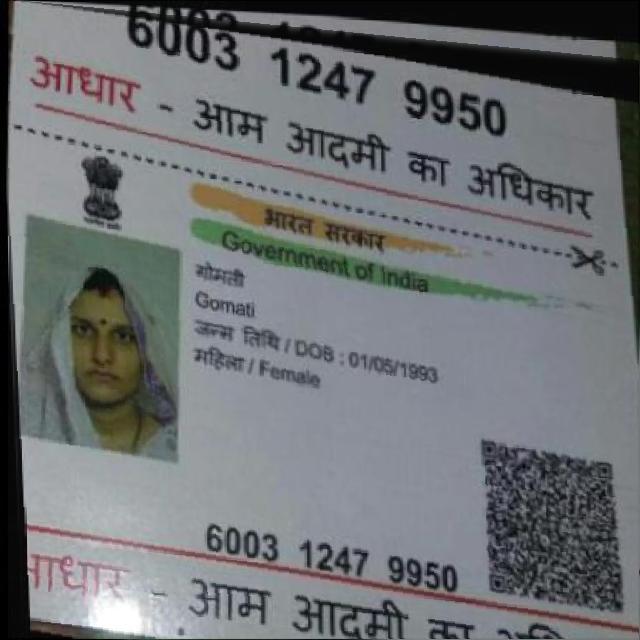 6003 1247 9950
आधार - आम आदमी का अधिकार
भारत सरकार
Government of India
गोमती
Gomati
जन्म तिथि / DOB : 01/05/1993
महिला / Female
6003 1247 9950
आधार - आम आदमी का